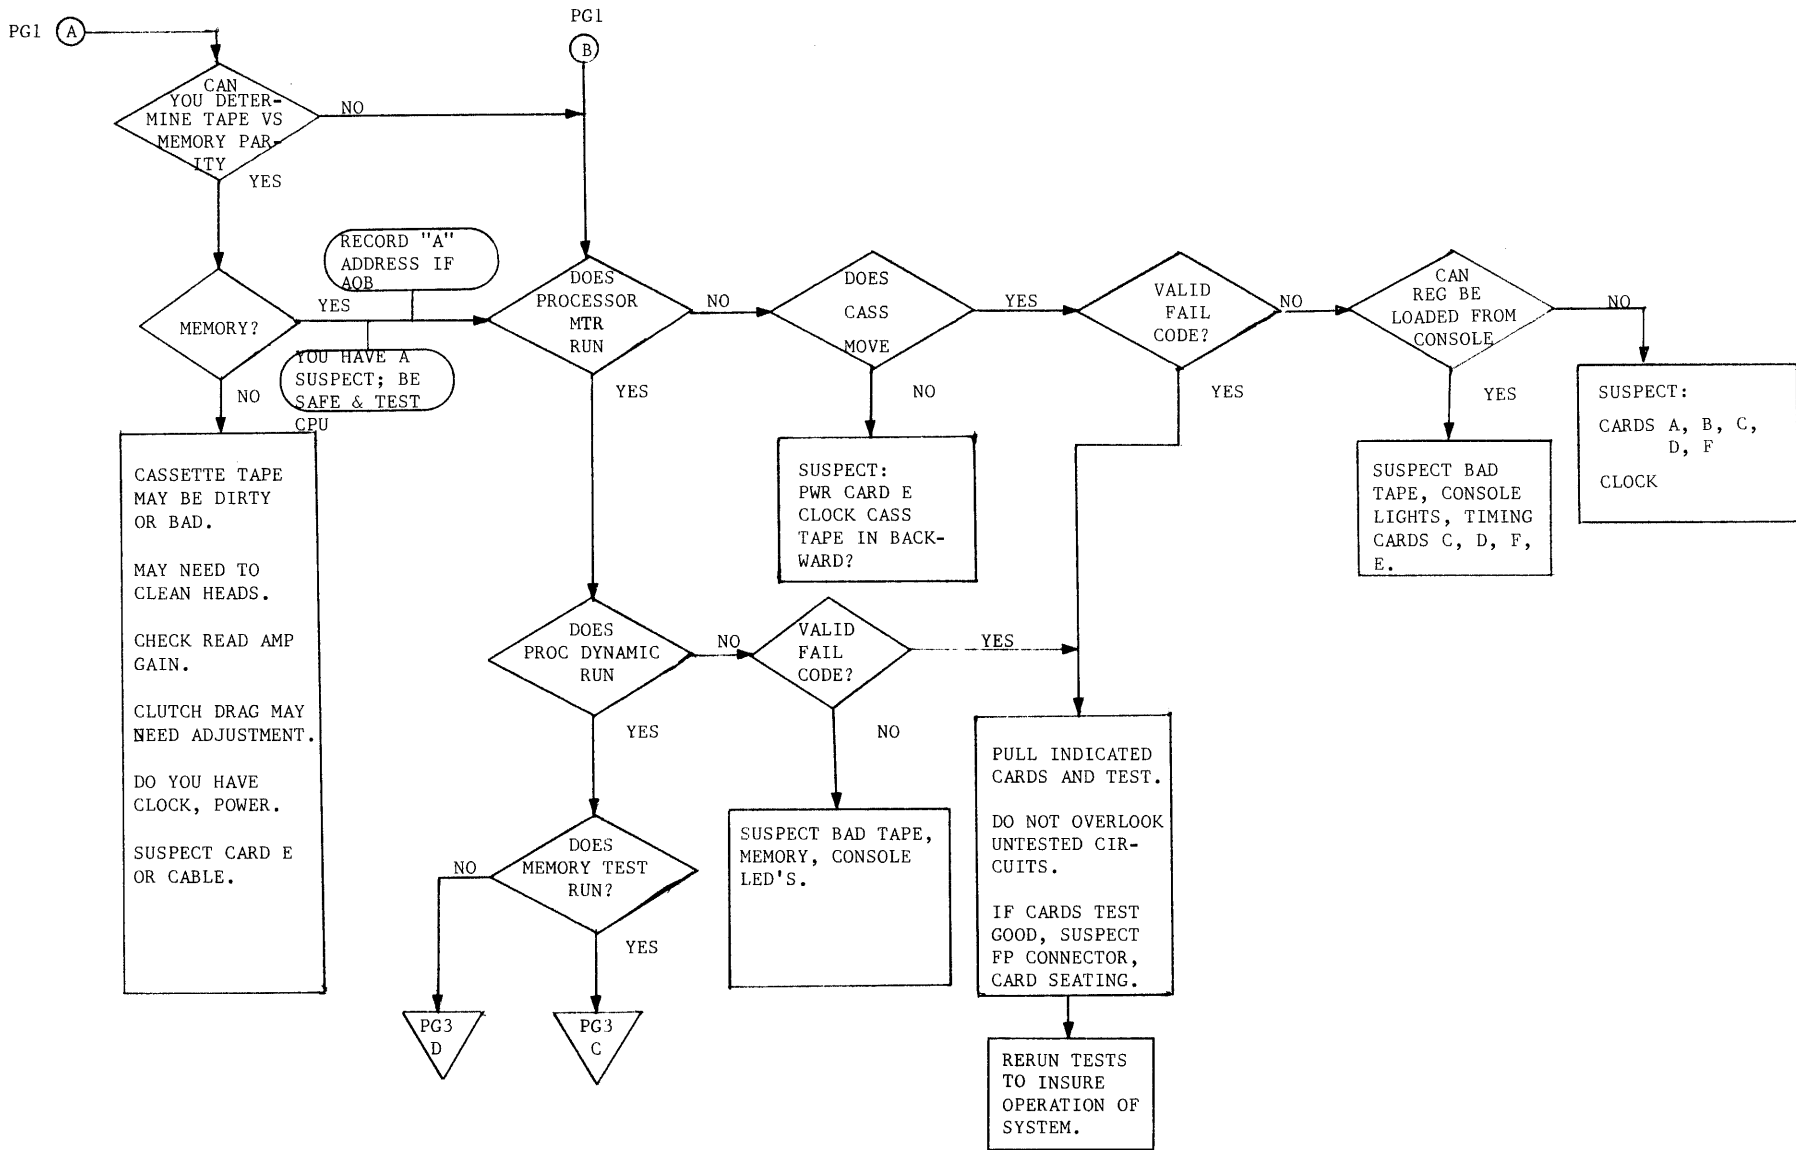 PG1 A
PG1
B
CAN
YOU DETER-
MINE TAPE VS
MEMORY PAR-
ITY
NO
YES
RECORD "A"
ADDRESS IF
AOB
MEMORY?
YES
YOU HAVE A
SUSPECT; BE
SAFE & TEST
CPU
NO
CASSETTE TAPE
MAY BE DIRTY
OR BAD.
MAY NEED TO
CLEAN HEADS.
CHECK READ AMP
GAIN.
CLUTCH DRAG MAY
NEED ADJUSTMENT.
DO YOU HAVE
CLOCK, POWER.
SUSPECT CARD E
OR CABLE.
DOES
PROCESSOR
MTR
RUN
NO
YES
DOES
CASS
MOVE
YES
NO
SUSPECT:
PWR CARD E
CLOCK CASS
TAPE IN BACK-
WARD?
VALID
FAIL
CODE?
NO
YES
CAN
REG BE
LOADED FROM
CONSOLE
NO
YES
SUSPECT BAD
TAPE, CONSOLE
LIGHTS, TIMING
CARDS C, D, F,
E.
SUSPECT:
CARDS A, B, C,
D, F
CLOCK
DOES
PROC DYNAMIC
RUN
NO
YES
VALID
FAIL
CODE?
YES
NO
SUSPECT BAD TAPE,
MEMORY, CONSOLE
LED'S.
PULL INDICATED
CARDS AND TEST.
DO NOT OVERLOOK
UNTESTED CIR-
CUITS.
IF CARDS TEST
GOOD, SUSPECT
FP CONNECTOR,
CARD SEATING.
RERUN TESTS
TO INSURE
OPERATION OF
SYSTEM.
DOES
MEMORY TEST
RUN?
NO
YES
PG3
D
PG3
C